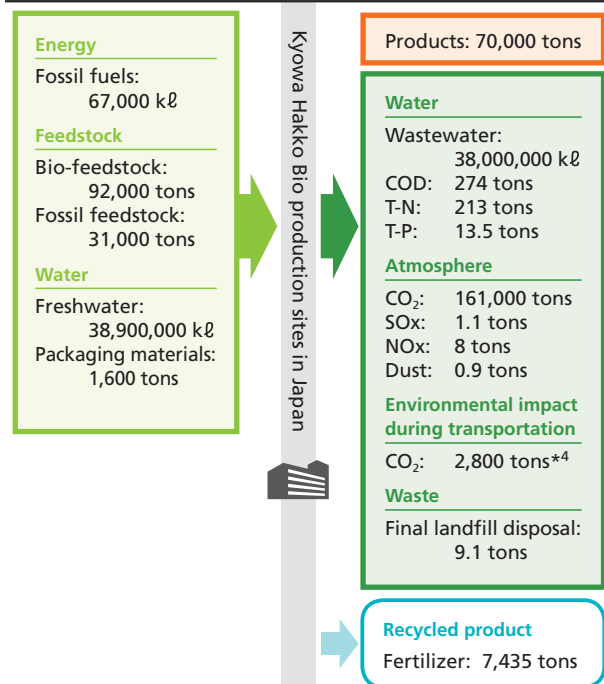 Energy
Fossil fuels:
67,000 kℓ
Feedstock
Bio-feedstock:
92,000 tons
Fossil feedstock:
31,000 tons
Water
Freshwater:
38,900,000 kℓ
Packaging materials:
1,600 tons
Kyowa Hakko Bio production sites in Japan
Products: 70,000 tons
Water
Wastewater:
38,000,000 kℓ
COD: 274 tons
T-N: 213 tons
T-P: 13.5 tons
Atmosphere
CO₂: 161,000 tons
SOx: 1.1 tons
NOx: 8 tons
Dust: 0.9 tons
Environmental impact
during transportation
CO₂: 2,800 tons*⁴
Waste
Final landfill disposal:
9.1 tons
Recycled product
Fertilizer: 7,435 tons